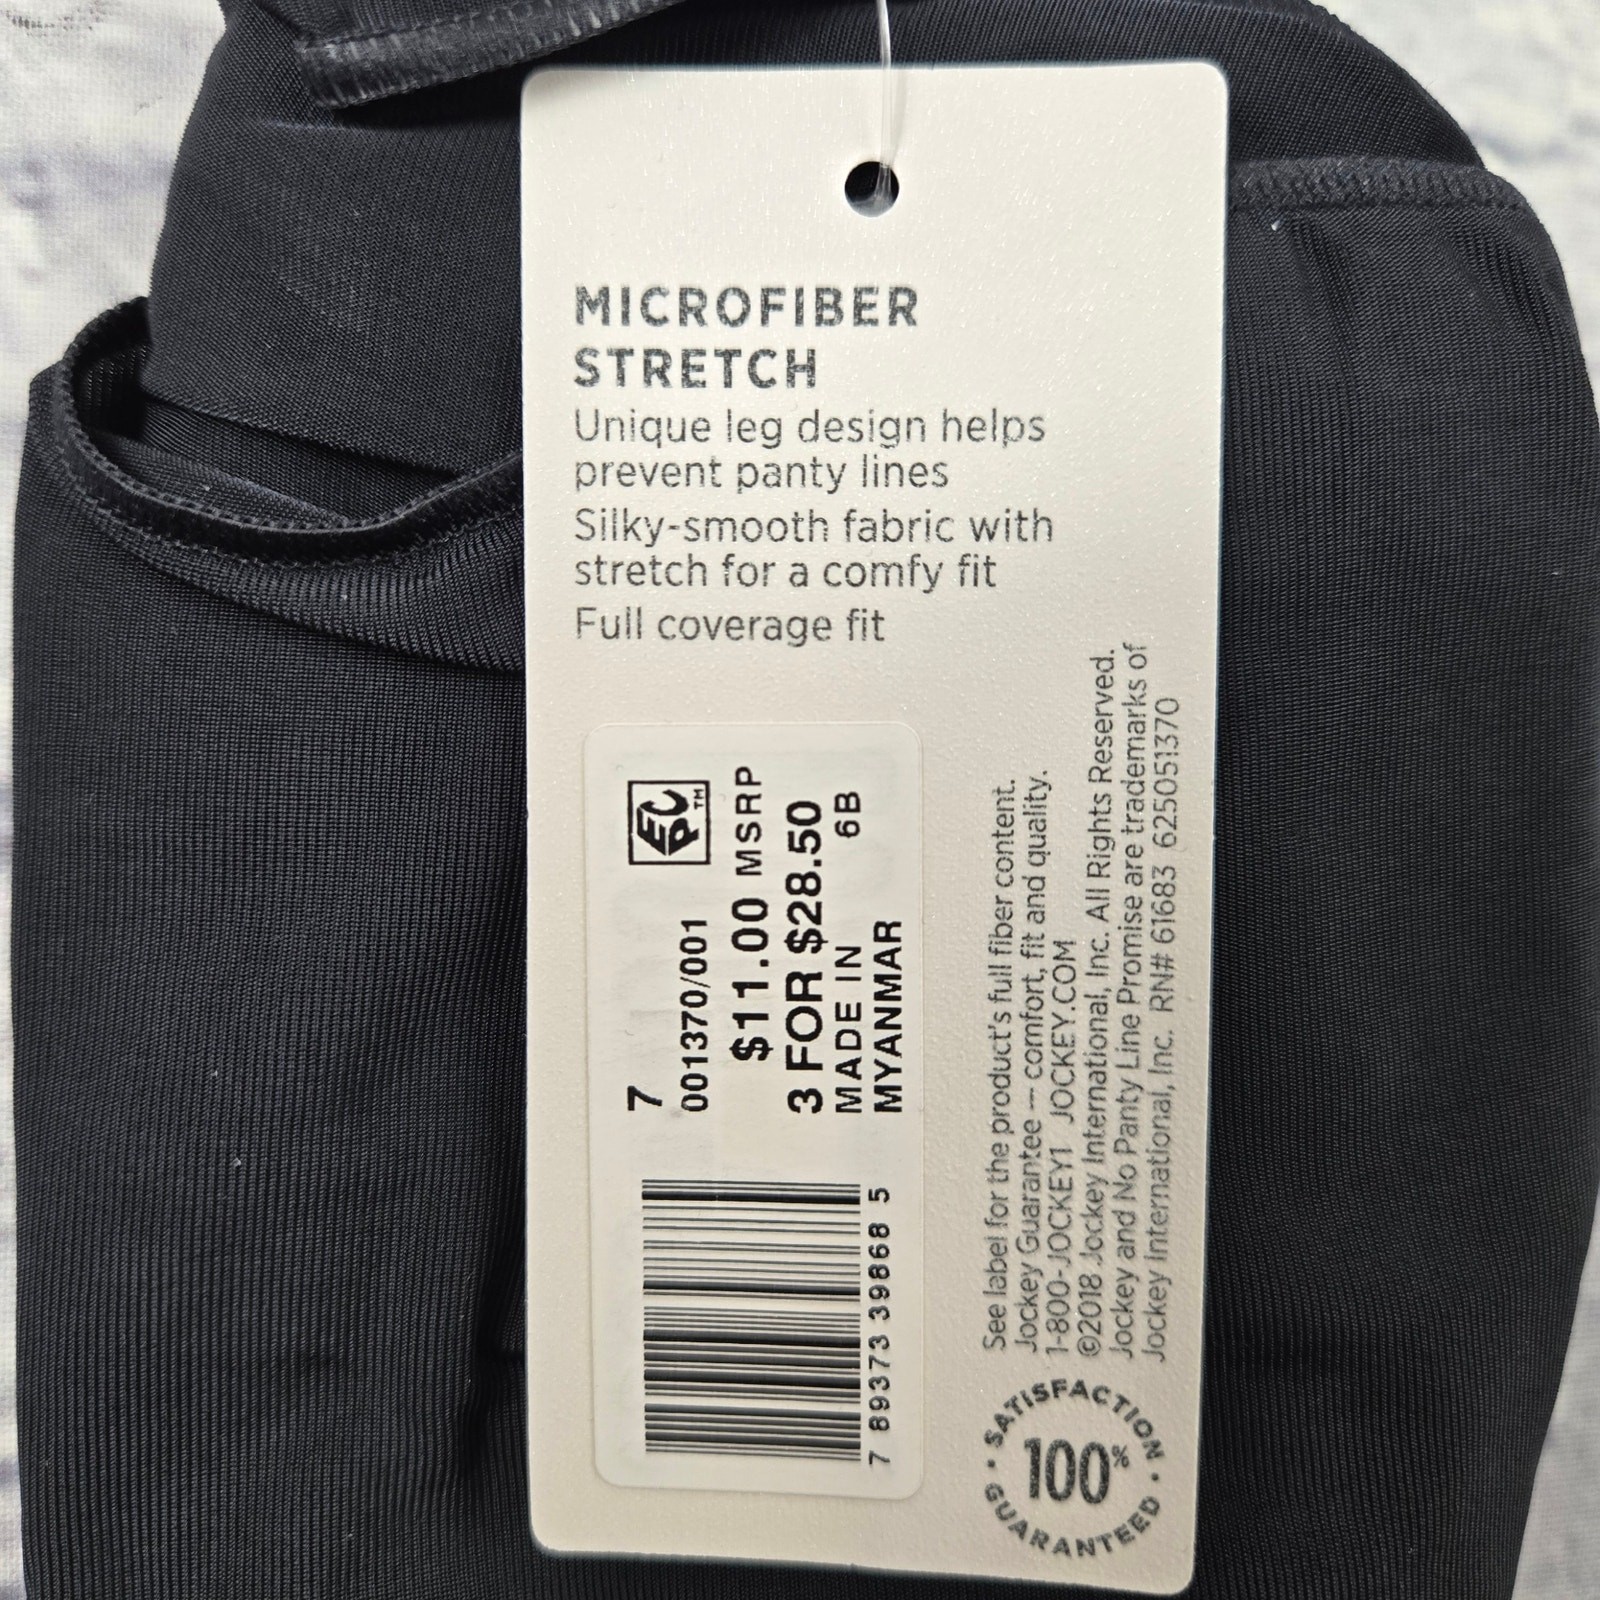 MICROFIBER
STRETCH
Unique leg design helps
prevent panty lines
Silky-smooth fabric with
stretch for a comfy fit
Full coverage fit
7
EPC™
001370/001
$11.00 MSRP
3 FOR $28.50
MADE IN 6B
MYANMAR
7 89373 39868 5
See label for the product's full fiber content.
Jockey Guarantee — comfort, fit and quality.
1-800-JOCKEY1 JOCKEY.COM
©2018 Jockey International, Inc. All Rights Reserved.
Jockey and No Panty Line Promise are trademarks of
Jockey International, Inc. RN# 61683 6225051370
• SATISFACTION •
100%
GUARANTEED